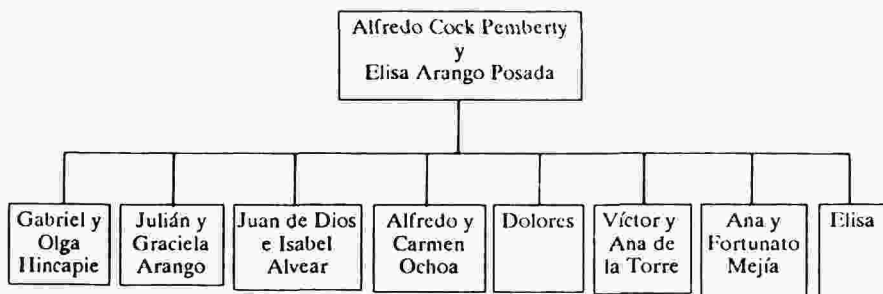 Alfredo Cock Pemberty
y
Elisa Arango Posada
Gabriel y
Olga
Hincapie
Julián y
Graciela
Arango
Juan de Dios
e Isabel
Alvear
Alfredo y
Carmen
Ochoa
Dolores
Víctor y
Ana de
la Torre
Ana y
Fortunato
Mejía
Elisa